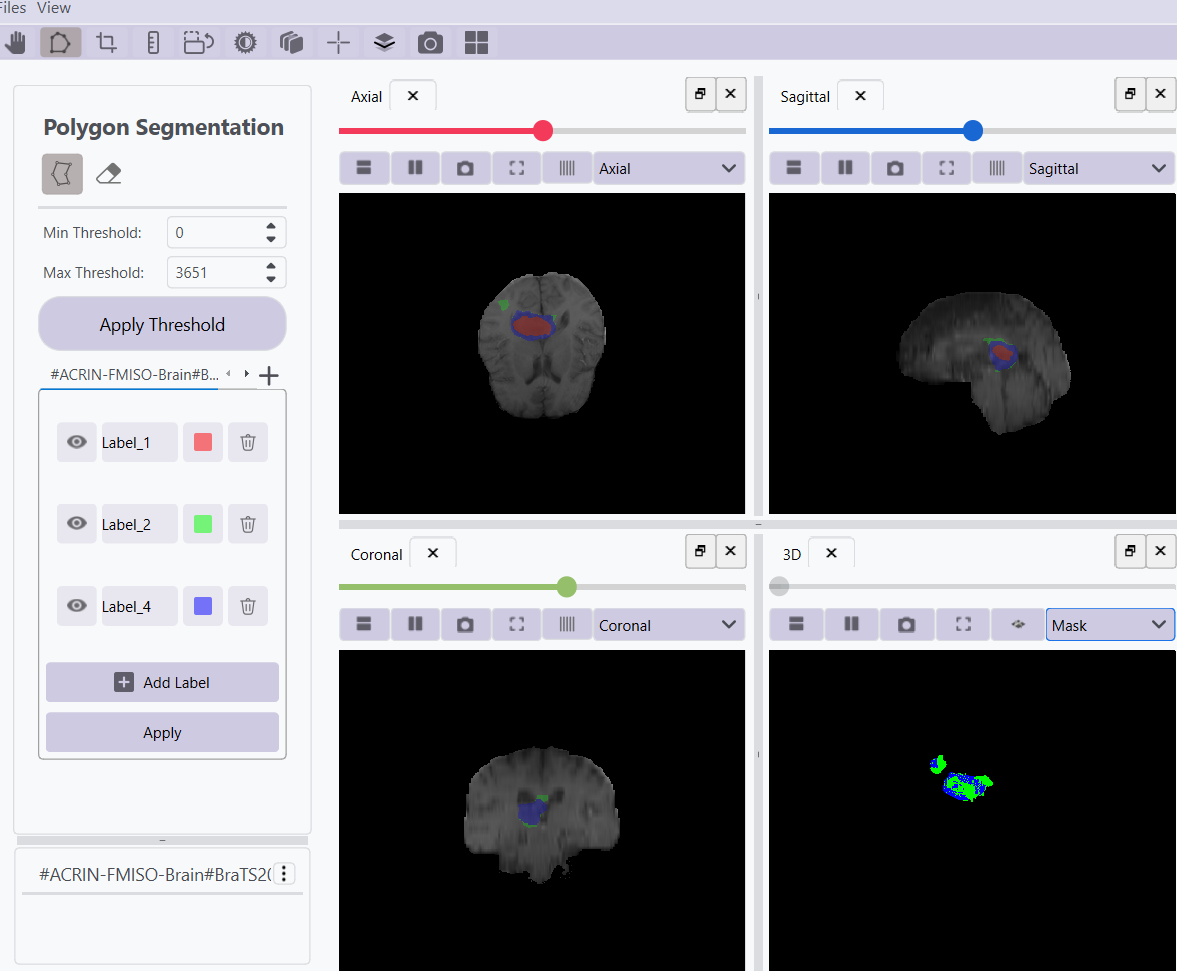 Files View
Polygon Segmentation
Min Threshold: 0
Max Threshold: 3651
Apply Threshold
#ACRIN-FMISO-Brain#B...
Label_1
Label_2
Label_4
Add Label
Apply
#ACRIN-FMISO-Brain#BraTS20
Axial
Axial
Sagittal
Sagittal
Coronal
Coronal
3D
Mask